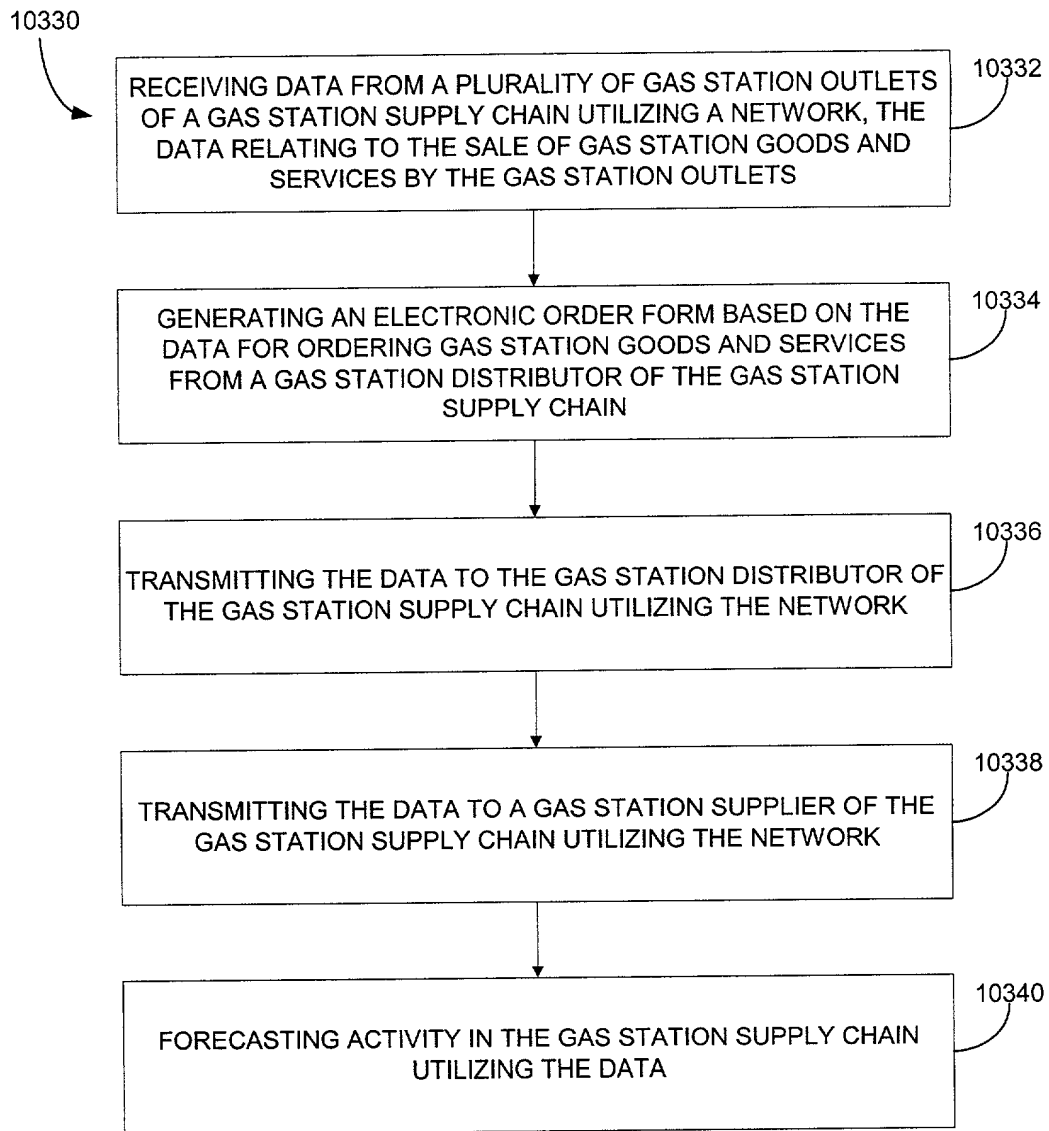 10330
RECEIVING DATA FROM A PLURALITY OF GAS STATION OUTLETS
OF A GAS STATION SUPPLY CHAIN UTILIZING A NETWORK, THE
DATA RELATING TO THE SALE OF GAS STATION GOODS AND
SERVICES BY THE GAS STATION OUTLETS
10332
GENERATING AN ELECTRONIC ORDER FORM BASED ON THE
DATA FOR ORDERING GAS STATION GOODS AND SERVICES
FROM A GAS STATION DISTRIBUTOR OF THE GAS STATION
SUPPLY CHAIN
10334
TRANSMITTING THE DATA TO THE GAS STATION DISTRIBUTOR OF
THE GAS STATION SUPPLY CHAIN UTILIZING THE NETWORK
10336
TRANSMITTING THE DATA TO A GAS STATION SUPPLIER OF THE
GAS STATION SUPPLY CHAIN UTILIZING THE NETWORK
10338
FORECASTING ACTIVITY IN THE GAS STATION SUPPLY CHAIN
UTILIZING THE DATA
10340